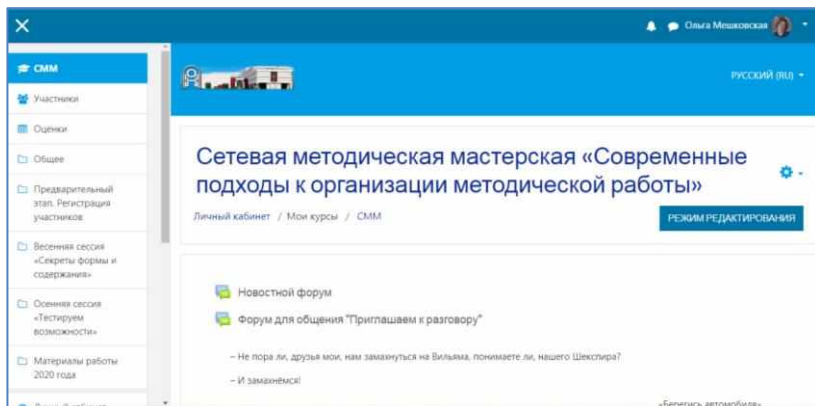 Ольга Мешковская
СММ
РУССКИЙ (RU)
Участники
Оценки
Общее
Предварительный
этап. Регистрация
участников
Весенняя сессия
«Секреты формы и
содержания»
Осенняя сессия
«Тестируем
возможности»
Материалы работы
2020 года
Сетевая методическая мастерская «Современные
подходы к организации методической работы»
Личный кабинет / Мои курсы / СММ
РЕЖИМ РЕДАКТИРОВАНИЯ
Новостной форум
Форум для общения "Приглашаем к разговору"
– Не пора ли, друзья мои, нам замахнуться на Вильяма, понимаете ли, нашего Шекспира?
– И замахнёмся!
«Берегись автомобиля»